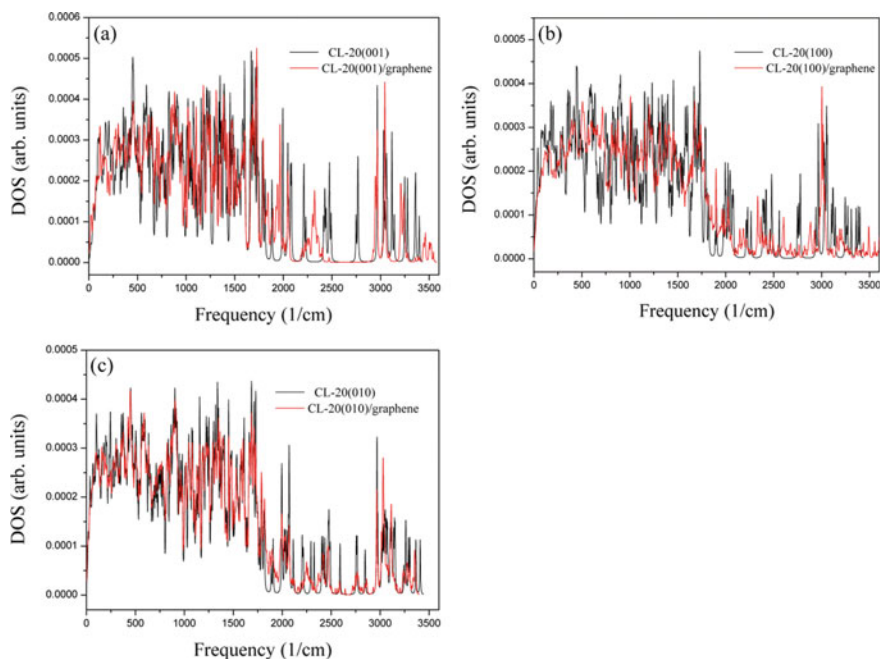 (a)
CL-20(001)
CL-20(001)/graphene
DOS (arb. units)
0.0006
0.0005
0.0004
0.0003
0.0002
0.0001
0.0000
0 500 1000 1500 2000 2500 3000 3500
Frequency (1/cm)
(b)
CL-20(100)
CL-20(100)/graphene
DOS (arb. units)
0.0005
0.0004
0.0003
0.0002
0.0001
0.0000
0 500 1000 1500 2000 2500 3000 3500
Frequency (1/cm)
(c)
CL-20(010)
CL-20(010)/graphene
DOS (arb. units)
0.0005
0.0004
0.0003
0.0002
0.0001
0.0000
0 500 1000 1500 2000 2500 3000 3500
Frequency (1/cm)